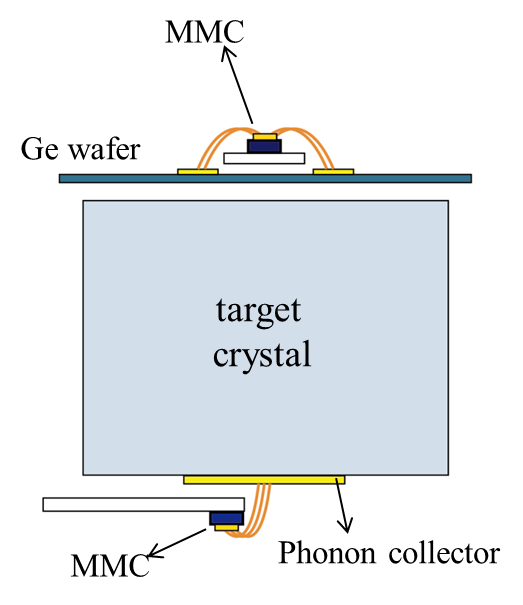 MMC
Ge wafer
target
crystal
Phonon collector
MMC